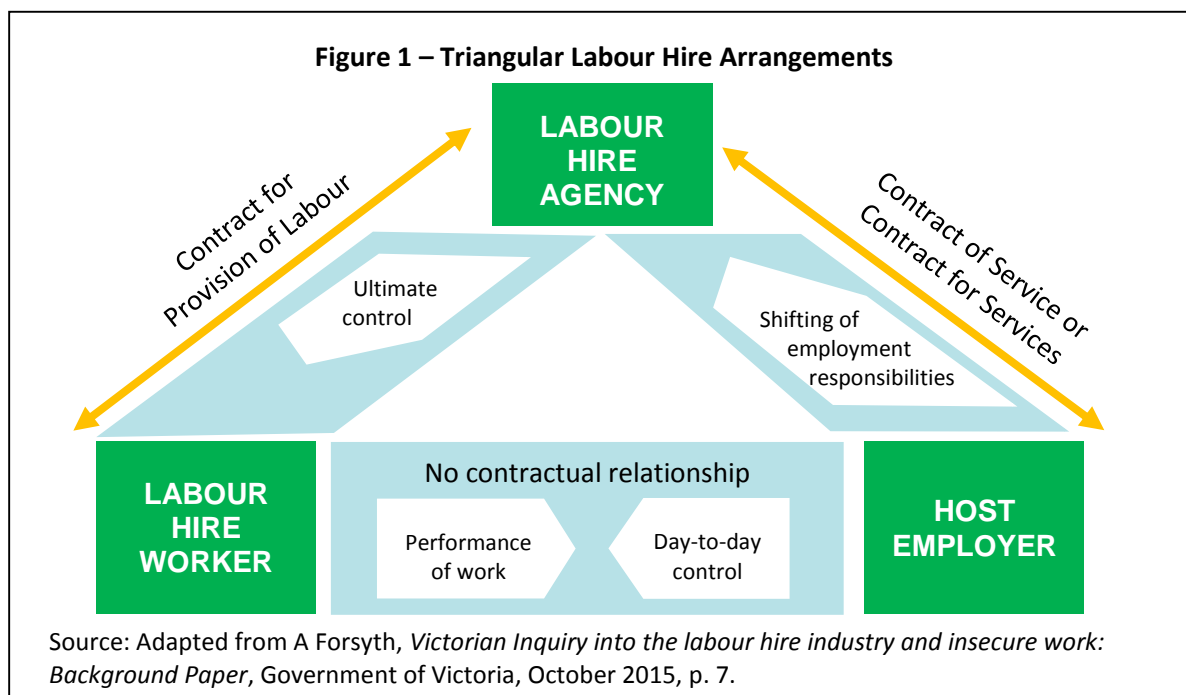 Figure 1 – Triangular Labour Hire Arrangements
LABOUR
HIRE
AGENCY
Contract for
Provision of Labour
Contract of Service or
Contract for Services
Ultimate
control
Shifting of
employment
responsibilities
LABOUR
HIRE
WORKER
No contractual relationship
Performance
of work
Day-to-day
control
HOST
EMPLOYER
Source: Adapted from A Forsyth, Victorian Inquiry into the labour hire industry and insecure work:
Background Paper, Government of Victoria, October 2015, p. 7.